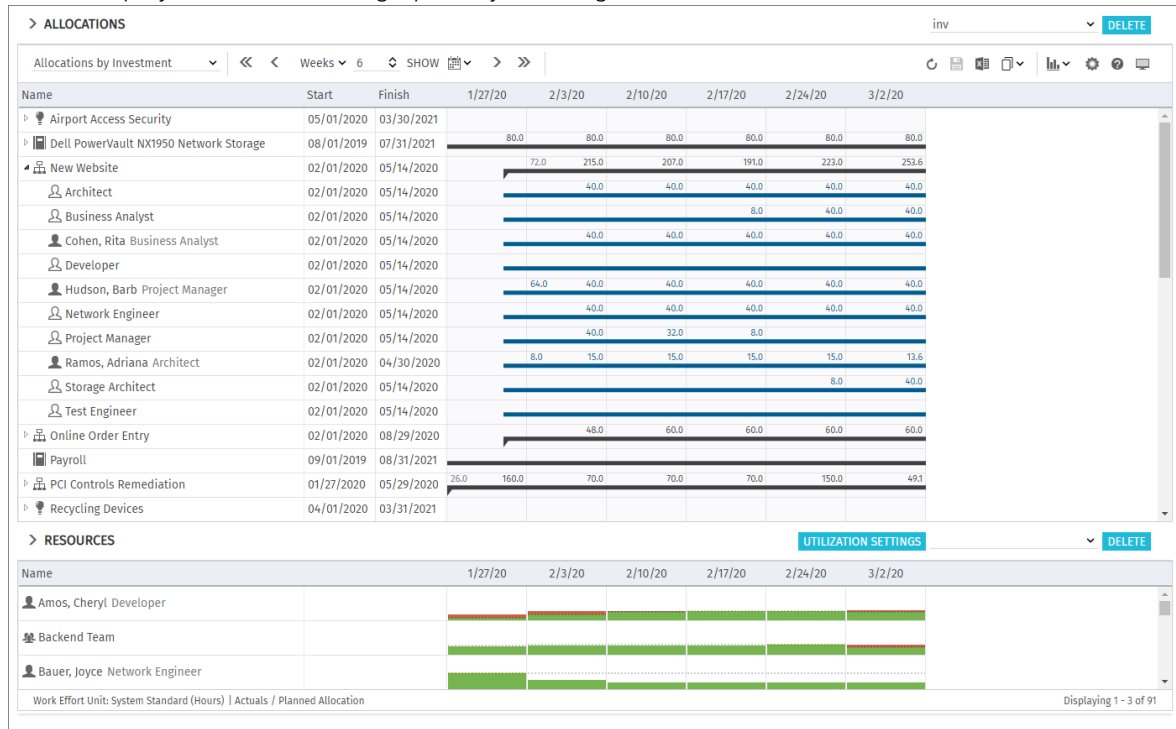 > ALLOCATIONS inv DELETE
Allocations by Investment Weeks 6 SHOW
Name Start Finish 1/27/20 2/3/20 2/10/20 2/17/20 2/24/20 3/2/20
Airport Access Security 05/01/2020 03/30/2021
Dell PowerVault NX1950 Network Storage 08/01/2019 07/31/2021 80.0 80.0 80.0 80.0 80.0 80.0
New Website 02/01/2020 05/14/2020 72.0 215.0 207.0 191.0 223.0 253.6
Architect 02/01/2020 05/14/2020 40.0 40.0 40.0 40.0 40.0
Business Analyst 02/01/2020 05/14/2020 8.0 40.0 40.0
Cohen, Rita Business Analyst 02/01/2020 05/14/2020 40.0 40.0 40.0 40.0 40.0
Developer 02/01/2020 05/14/2020
Hudson, Barb Project Manager 02/01/2020 05/14/2020 64.0 40.0 40.0 40.0 40.0 40.0
Network Engineer 02/01/2020 05/14/2020 40.0 40.0 40.0 40.0 40.0
Project Manager 02/01/2020 05/14/2020 40.0 32.0 8.0
Ramos, Adriana Architect 02/01/2020 04/30/2020 8.0 15.0 15.0 15.0 15.0 13.6
Storage Architect 02/01/2020 05/14/2020 8.0 40.0
Test Engineer 02/01/2020 05/14/2020
Online Order Entry 02/01/2020 08/29/2020 48.0 60.0 60.0 60.0 60.0
Payroll 09/01/2019 08/31/2021
PCI Controls Remediation 01/27/2020 05/29/2020 26.0 160.0 70.0 70.0 70.0 150.0 49.1
Recycling Devices 04/01/2020 03/31/2021
> RESOURCES UTILIZATION SETTINGS DELETE
Name 1/27/20 2/3/20 2/10/20 2/17/20 2/24/20 3/2/20
Amos, Cheryl Developer
Backend Team
Bauer, Joyce Network Engineer
Work Effort Unit: System Standard (Hours) | Actuals / Planned Allocation Displaying 1 - 3 of 91